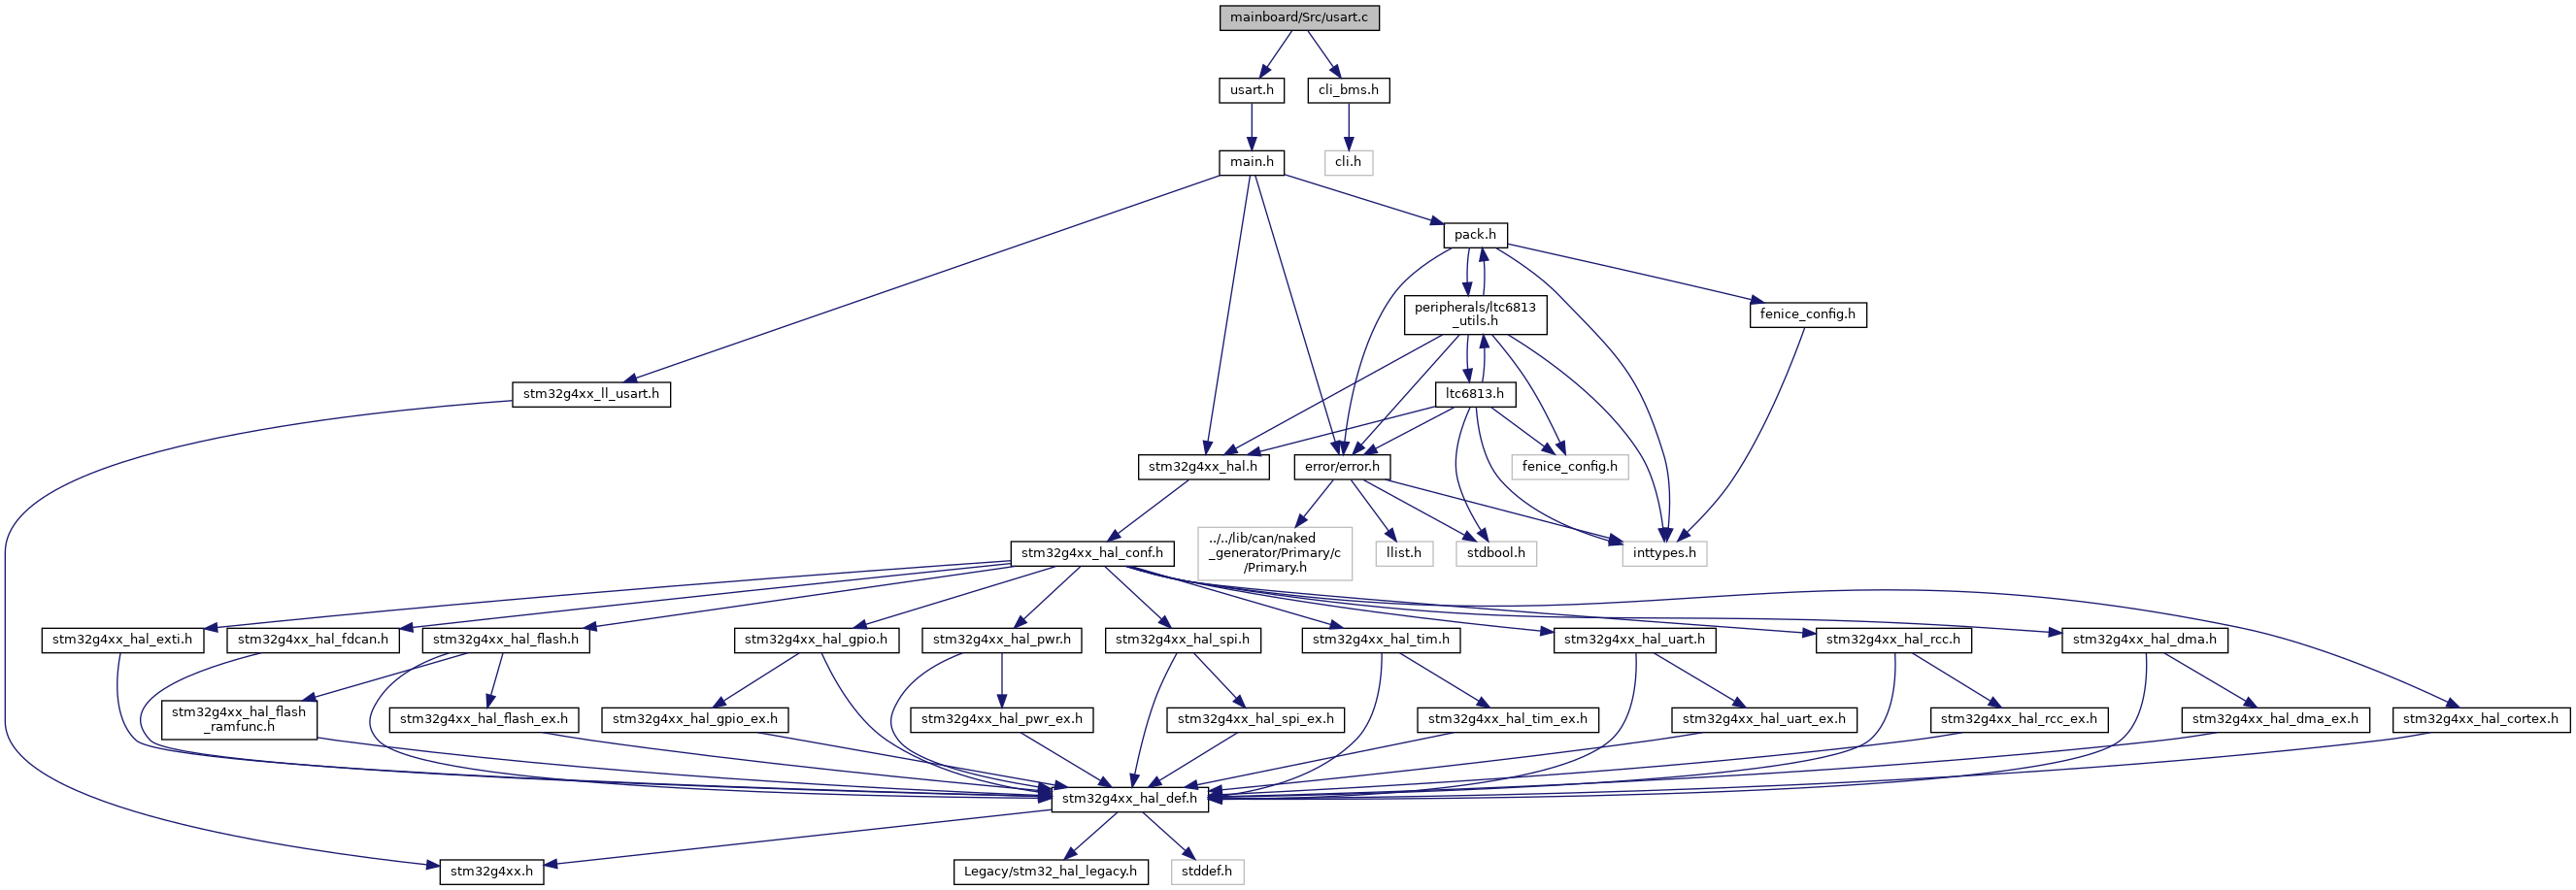 mainboard/Src/usart.c
usart.h
cli_bms.h
main.h
cli.h
pack.h
peripherals/ltc6813
_utils.h
fenice_config.h
stm32g4xx_ll_usart.h
ltc6813.h
stm32g4xx_hal.h
error/error.h
fenice_config.h
../../lib/can/naked
_generator/Primary/c
/Primary.h
stm32g4xx_hal_conf.h
llist.h
stdbool.h
inttypes.h
stm32g4xx_hal_exti.h
stm32g4xx_hal_fdcan.h
stm32g4xx_hal_flash.h
stm32g4xx_hal_gpio.h
stm32g4xx_hal_pwr.h
stm32g4xx_hal_spi.h
stm32g4xx_hal_tim.h
stm32g4xx_hal_uart.h
stm32g4xx_hal_rcc.h
stm32g4xx_hal_dma.h
stm32g4xx_hal_flash
_ramfunc.h
stm32g4xx_hal_flash_ex.h
stm32g4xx_hal_gpio_ex.h
stm32g4xx_hal_pwr_ex.h
stm32g4xx_hal_spi_ex.h
stm32g4xx_hal_tim_ex.h
stm32g4xx_hal_uart_ex.h
stm32g4xx_hal_rcc_ex.h
stm32g4xx_hal_dma_ex.h
stm32g4xx_hal_cortex.h
stm32g4xx_hal_def.h
stm32g4xx.h
Legacy/stm32_hal_legacy.h
stddef.h